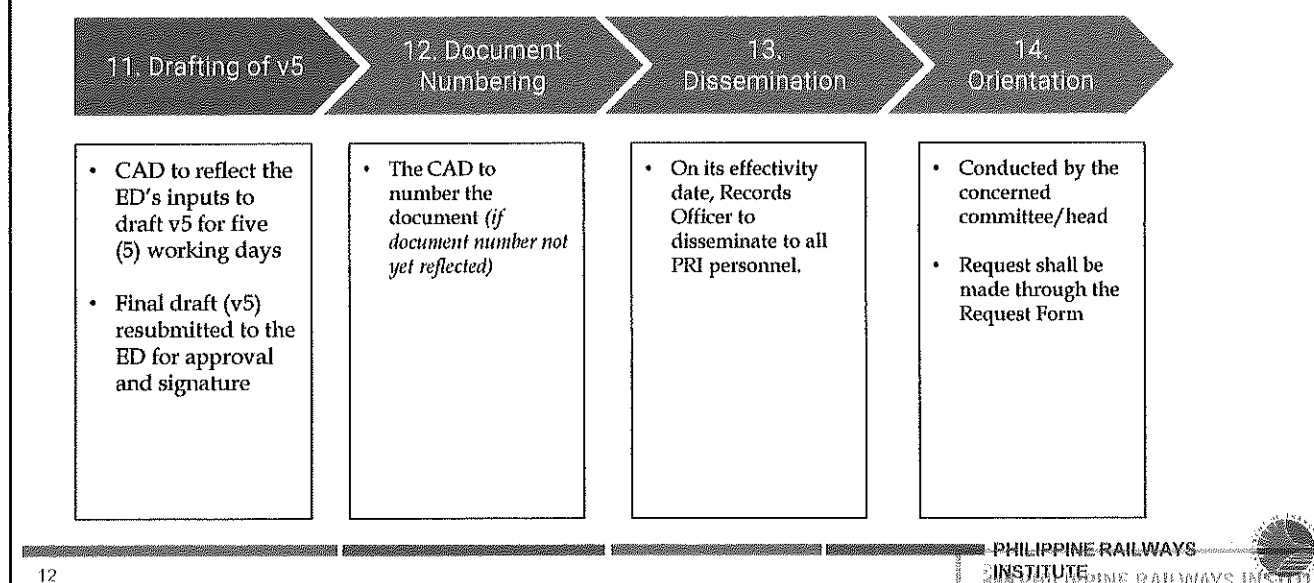 11. Drafting of v5
12. Document
Numbering
13.
Dissemination
14.
Orientation
• CAD to reflect the
ED's inputs to
draft v5 for five
(5) working days
• Final draft (v5)
resubmitted to the
ED for approval
and signature
• The CAD to
number the
document (if
document number not
yet reflected)
• On its effectivity
date, Records
Officer to
disseminate to all
PRI personnel.
• Conducted by the
concerned
committee/head
• Request shall be
made through the
Request Form
12
PHILIPPINE RAILWAYS
INSTITUTE